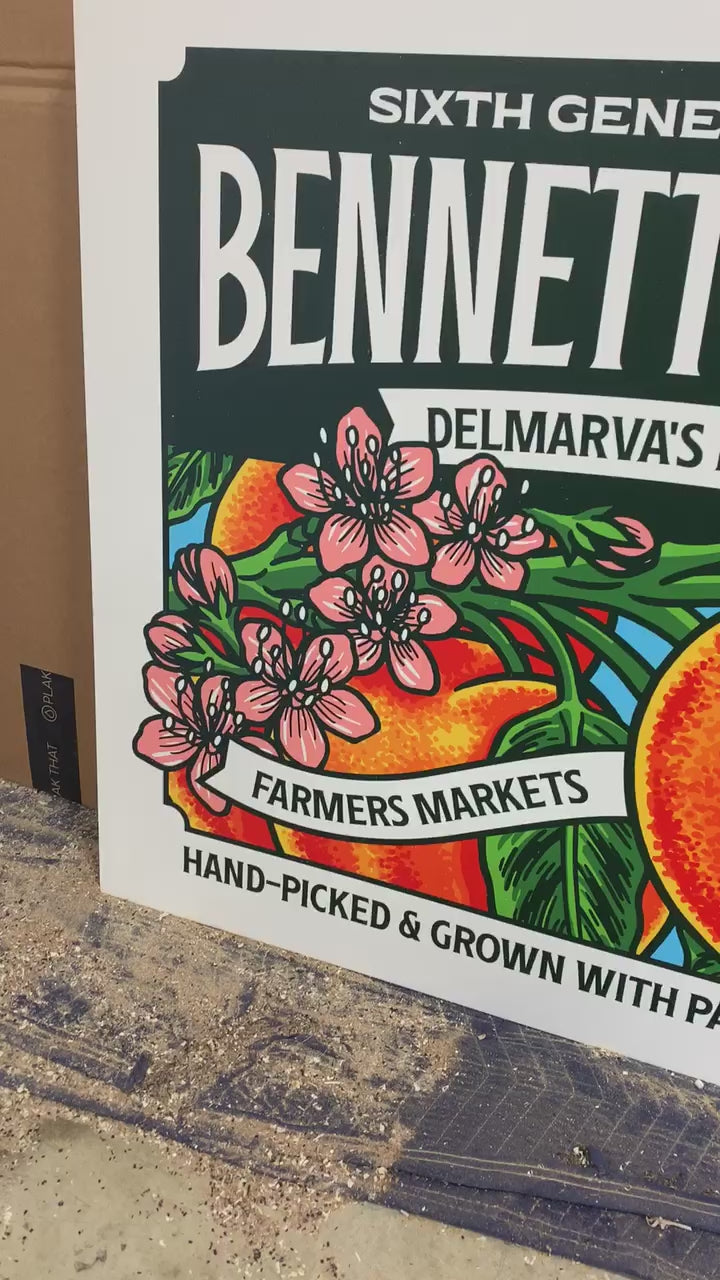 SIXTH GENE
BENNETT
DELMARVA'S
FARMERS MARKETS
HAND-PICKED & GROWN WITH PA
PLAK
AK THAT